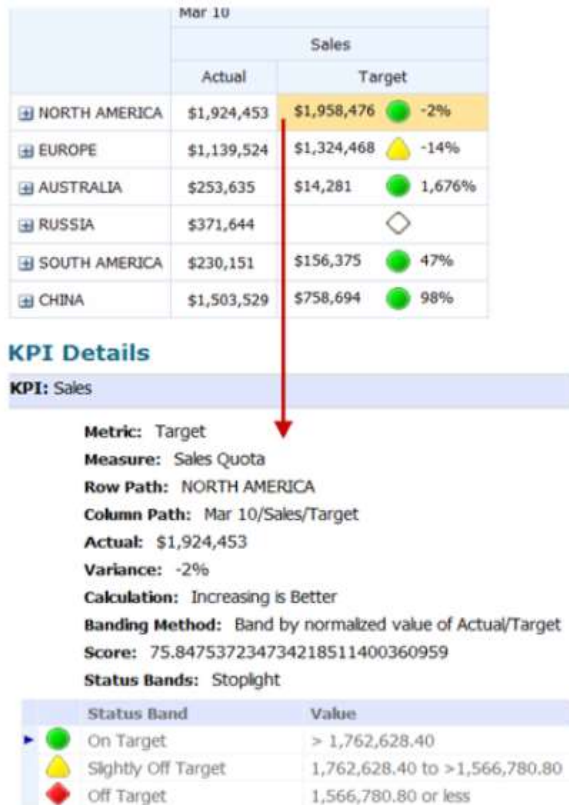 Mar 10
Sales
Actual Target
NORTH AMERICA $1,924,453 $1,958,476 -2%
EUROPE $1,139,524 $1,324,468 -14%
AUSTRALIA $253,635 $14,281 1,676%
RUSSIA $371,644
SOUTH AMERICA $230,151 $156,375 47%
CHINA $1,503,529 $758,694 98%
KPI Details
KPI: Sales
Metric: Target
Measure: Sales Quota
Row Path: NORTH AMERICA
Column Path: Mar 10/Sales/Target
Actual: $1,924,453
Variance: -2%
Calculation: Increasing is Better
Banding Method: Band by normalized value of Actual/Target
Score: 75.847537234734218511400360959
Status Bands: Stoplight
Status Band Value
On Target > 1,762,628.40
Slightly Off Target 1,762,628.40 to >1,566,780.80
Off Target 1,566,780.80 or less